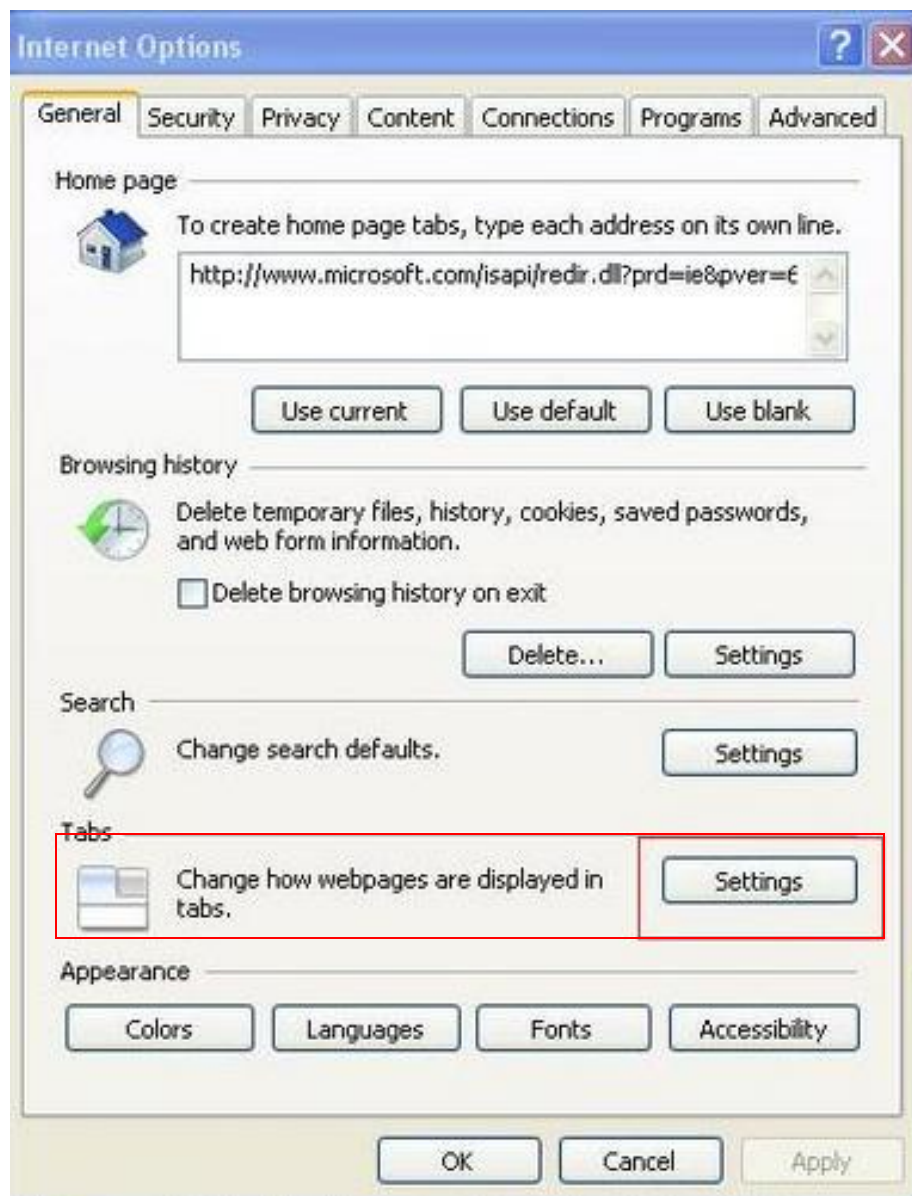 Internet Options
General Security Privacy Content Connections Programs Advanced
Home page
To create home page tabs, type each address on its own line.
http://www.microsoft.com/isapi/redir.dll?prd=ie&pver=6
Use current Use default Use blank
Browsing history
Delete temporary files, history, cookies, saved passwords,
and web form information.
Delete browsing history on exit
Delete... Settings
Search
Change search defaults.
Settings
Tabs
Change how webpages are displayed in
tabs.
Settings
Appearance
Colors Languages Fonts Accessibility
OK Cancel Apply